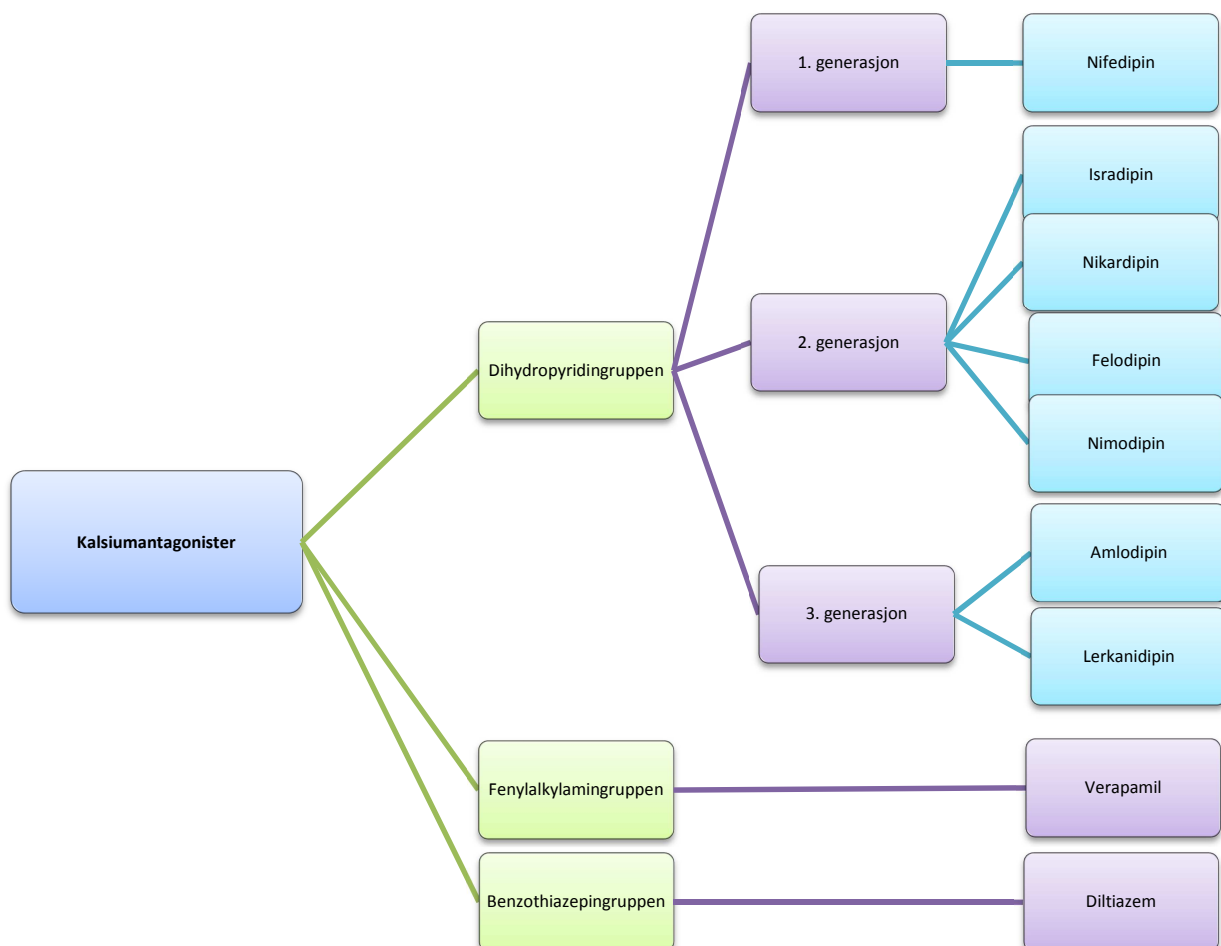 1. generasjon
Nifedipin
Isradipin
Nikardipin
2. generasjon
Felodipin
Dihydropyridingruppen
Nimodipin
Kalsiumantagonister
Amlodipin
3. generasjon
Lerkanidipin
Fenylalkylamingruppen
Verapamil
Benzothiazepingruppen
Diltiazem